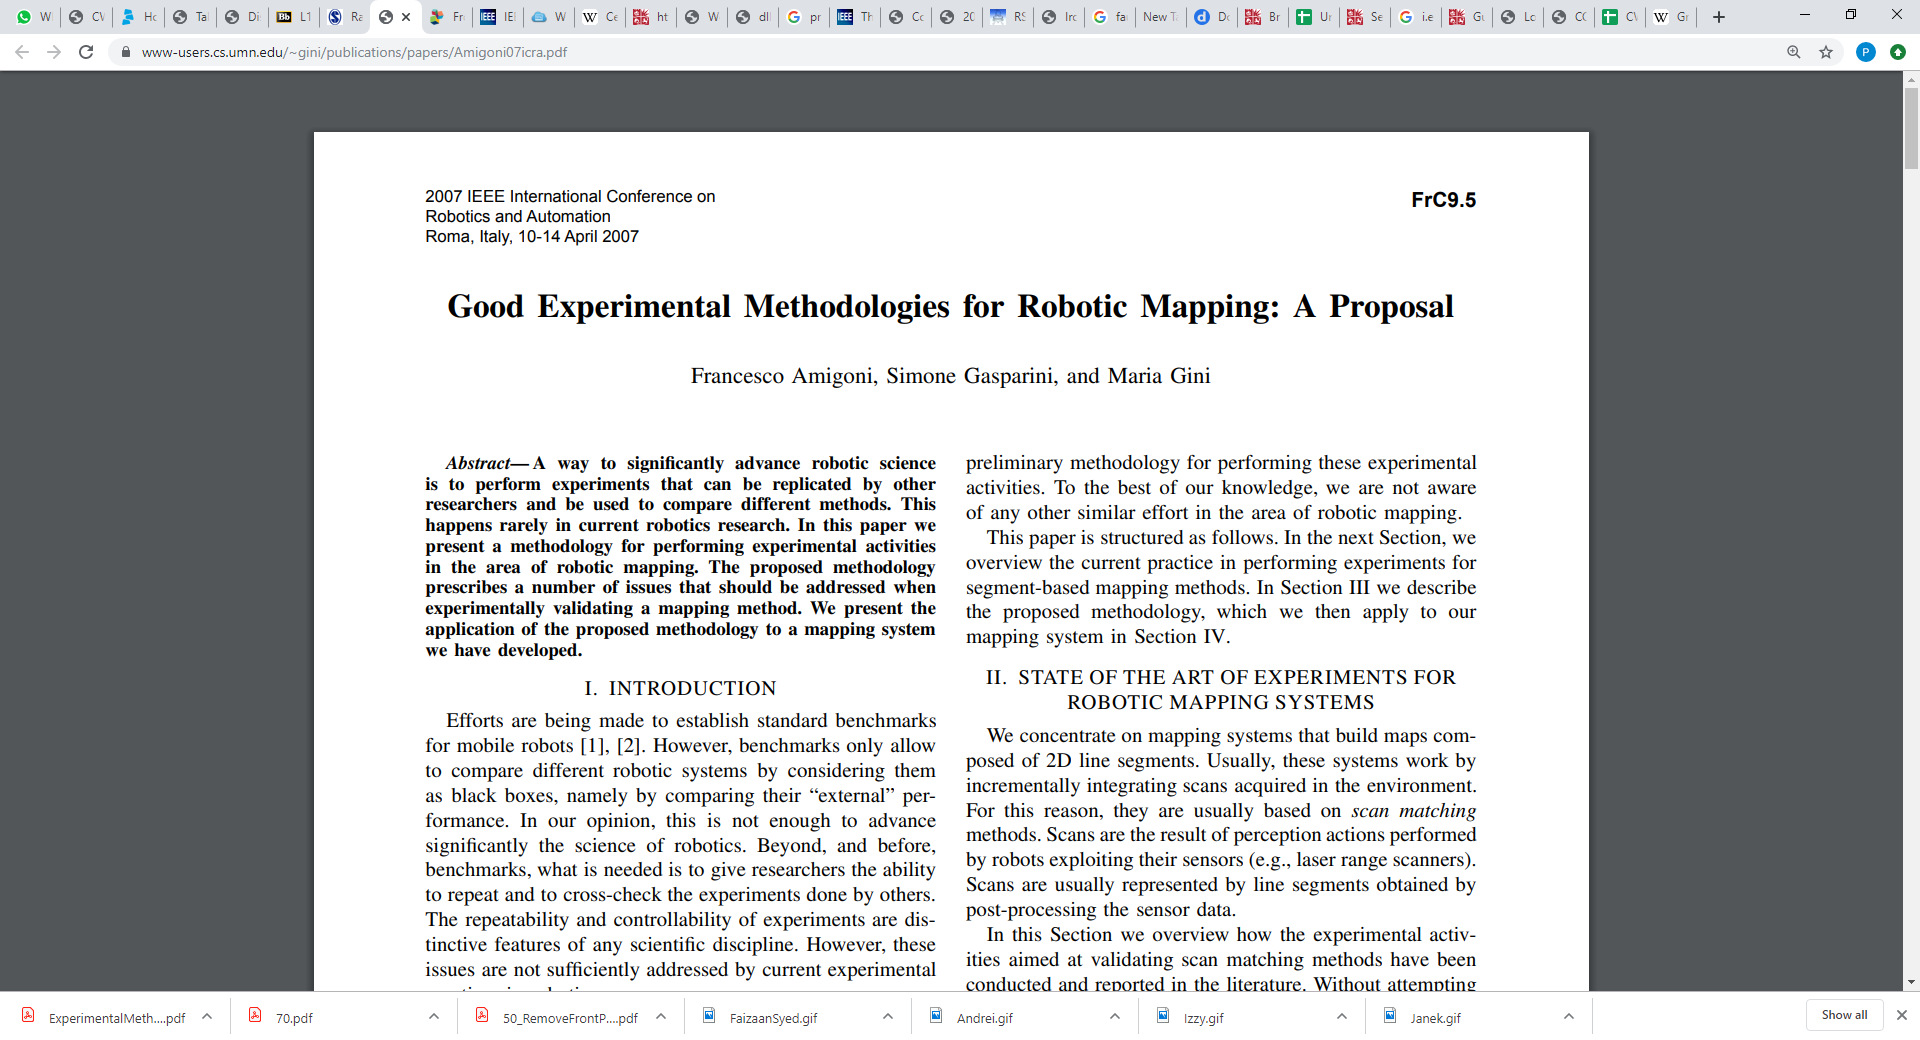 www-users.cs.umn.edu/~gini/publications/papers/Amigoni07icra.pdf
2007 IEEE International Conference on
Robotics and Automation
Roma, Italy, 10-14 April 2007
FrC9.5
Good Experimental Methodologies for Robotic Mapping: A Proposal
Francesco Amigoni, Simone Gasparini, and Maria Gini
Abstract— A way to significantly advance robotic science
is to perform experiments that can be replicated by other
researchers and be used to compare different methods. This
happens rarely in current robotics research. In this paper we
present a methodology for performing experimental activities
in the area of robotic mapping. The proposed methodology
prescribes a number of issues that should be addressed when
experimentally validating a mapping method. We present the
application of the proposed methodology to a mapping system
we have developed.
I. INTRODUCTION
Efforts are being made to establish standard benchmarks
for mobile robots [1], [2]. However, benchmarks only allow
to compare different robotic systems by considering them
as black boxes, namely by comparing their “external” per-
formance. In our opinion, this is not enough to advance
significantly the science of robotics. Beyond, and before,
benchmarks, what is needed is to give researchers the ability
to repeat and to cross-check the experiments done by others.
The repeatability and controllability of experiments are dis-
tinctive features of any scientific discipline. However, these
issues are not sufficiently addressed by current experimental
preliminary methodology for performing these experimental
activities. To the best of our knowledge, we are not aware
of any other similar effort in the area of robotic mapping.
This paper is structured as follows. In the next Section, we
overview the current practice in performing experiments for
segment-based mapping methods. In Section III we describe
the proposed methodology, which we then apply to our
mapping system in Section IV.
II. STATE OF THE ART OF EXPERIMENTS FOR
ROBOTIC MAPPING SYSTEMS
We concentrate on mapping systems that build maps com-
posed of 2D line segments. Usually, these systems work by
incrementally integrating scans acquired in the environment.
For this reason, they are usually based on scan matching
methods. Scans are the result of perception actions performed
by robots exploiting their sensors (e.g., laser range scanners).
Scans are usually represented by line segments obtained by
post-processing the sensor data.
In this Section we overview how the experimental activ-
ities aimed at validating scan matching methods have been
conducted and reported in the literature. Without attempting
ExperimentalMeth....pdf
70.pdf
50_RemoveFrontP....pdf
FaizaanSyed.gif
Andrei.gif
Izzy.gif
Janek.gif
Show all